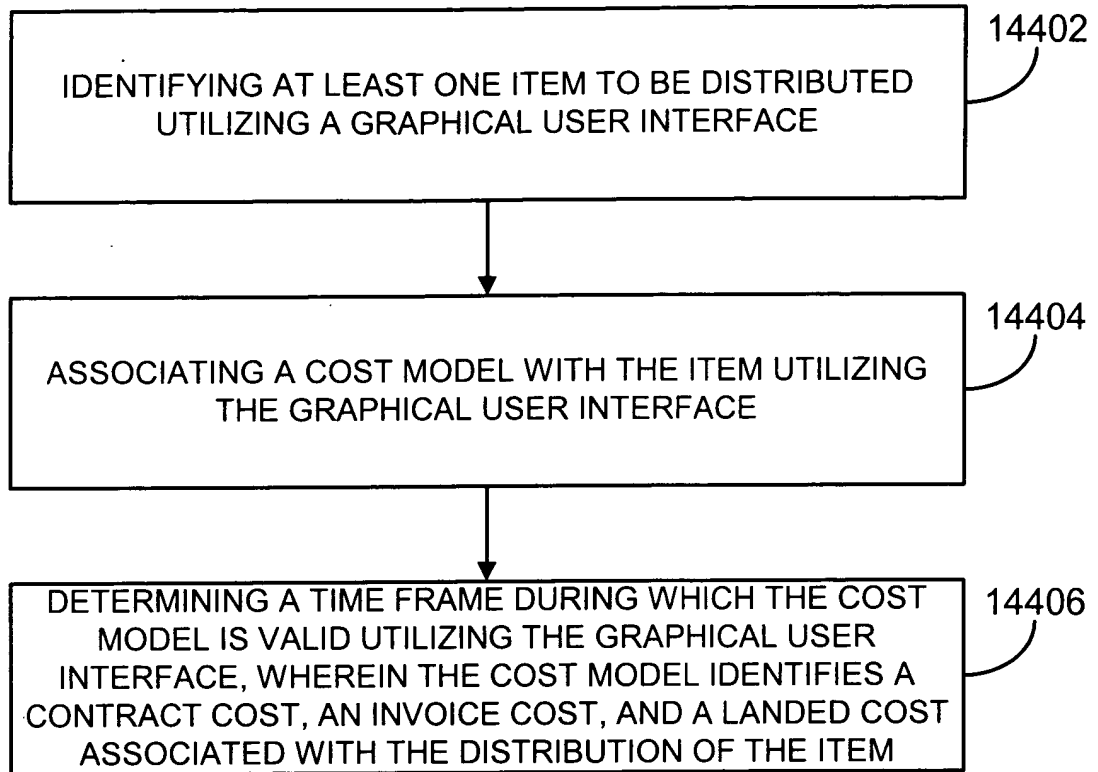 14402
IDENTIFYING AT LEAST ONE ITEM TO BE DISTRIBUTED
UTILIZING A GRAPHICAL USER INTERFACE
14404
ASSOCIATING A COST MODEL WITH THE ITEM UTILIZING
THE GRAPHICAL USER INTERFACE
14406
DETERMINING A TIME FRAME DURING WHICH THE COST
MODEL IS VALID UTILIZING THE GRAPHICAL USER
INTERFACE, WHEREIN THE COST MODEL IDENTIFIES A
CONTRACT COST, AN INVOICE COST, AND A LANDED COST
ASSOCIATED WITH THE DISTRIBUTION OF THE ITEM